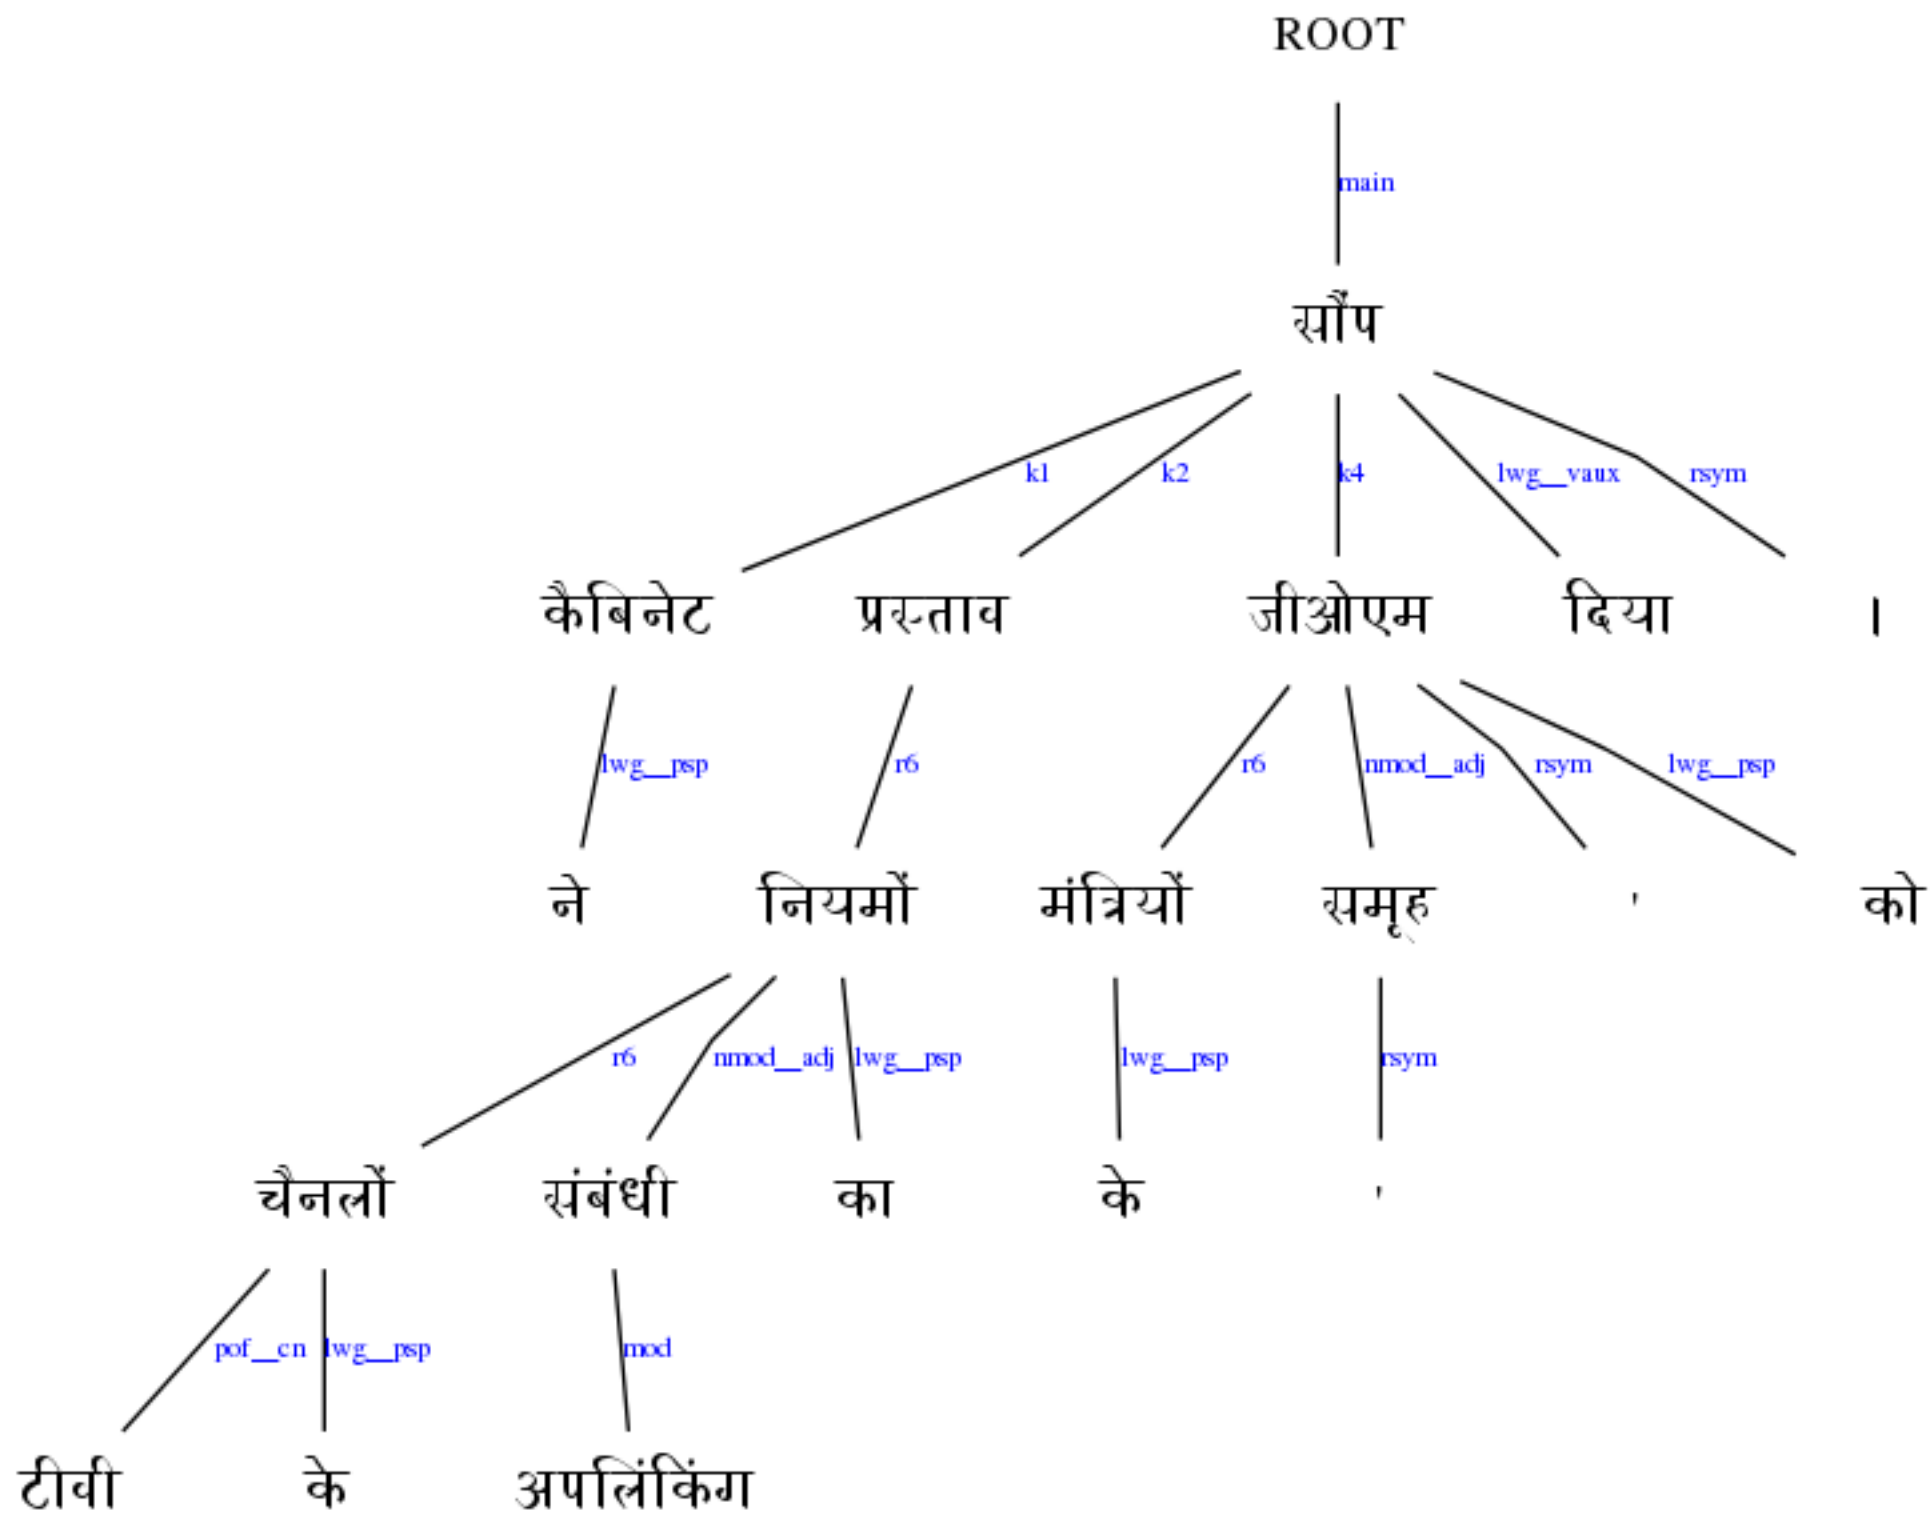 ROOT
main
सौंप
k1 k2 k4 lwg__vaux rsym
कैबिनेट प्रस्ताव जीओएम दिया ।
lwg__psp r6 r6 nmod__adj rsym lwg__psp
ने नियमों मंत्रियों समूह ' को
r6 nmod__adj lwg__psp lwg__psp rsym
चैनलों संबंधी का के '
pof__cn lwg__psp mod
टीवी के अपलिंकिंग